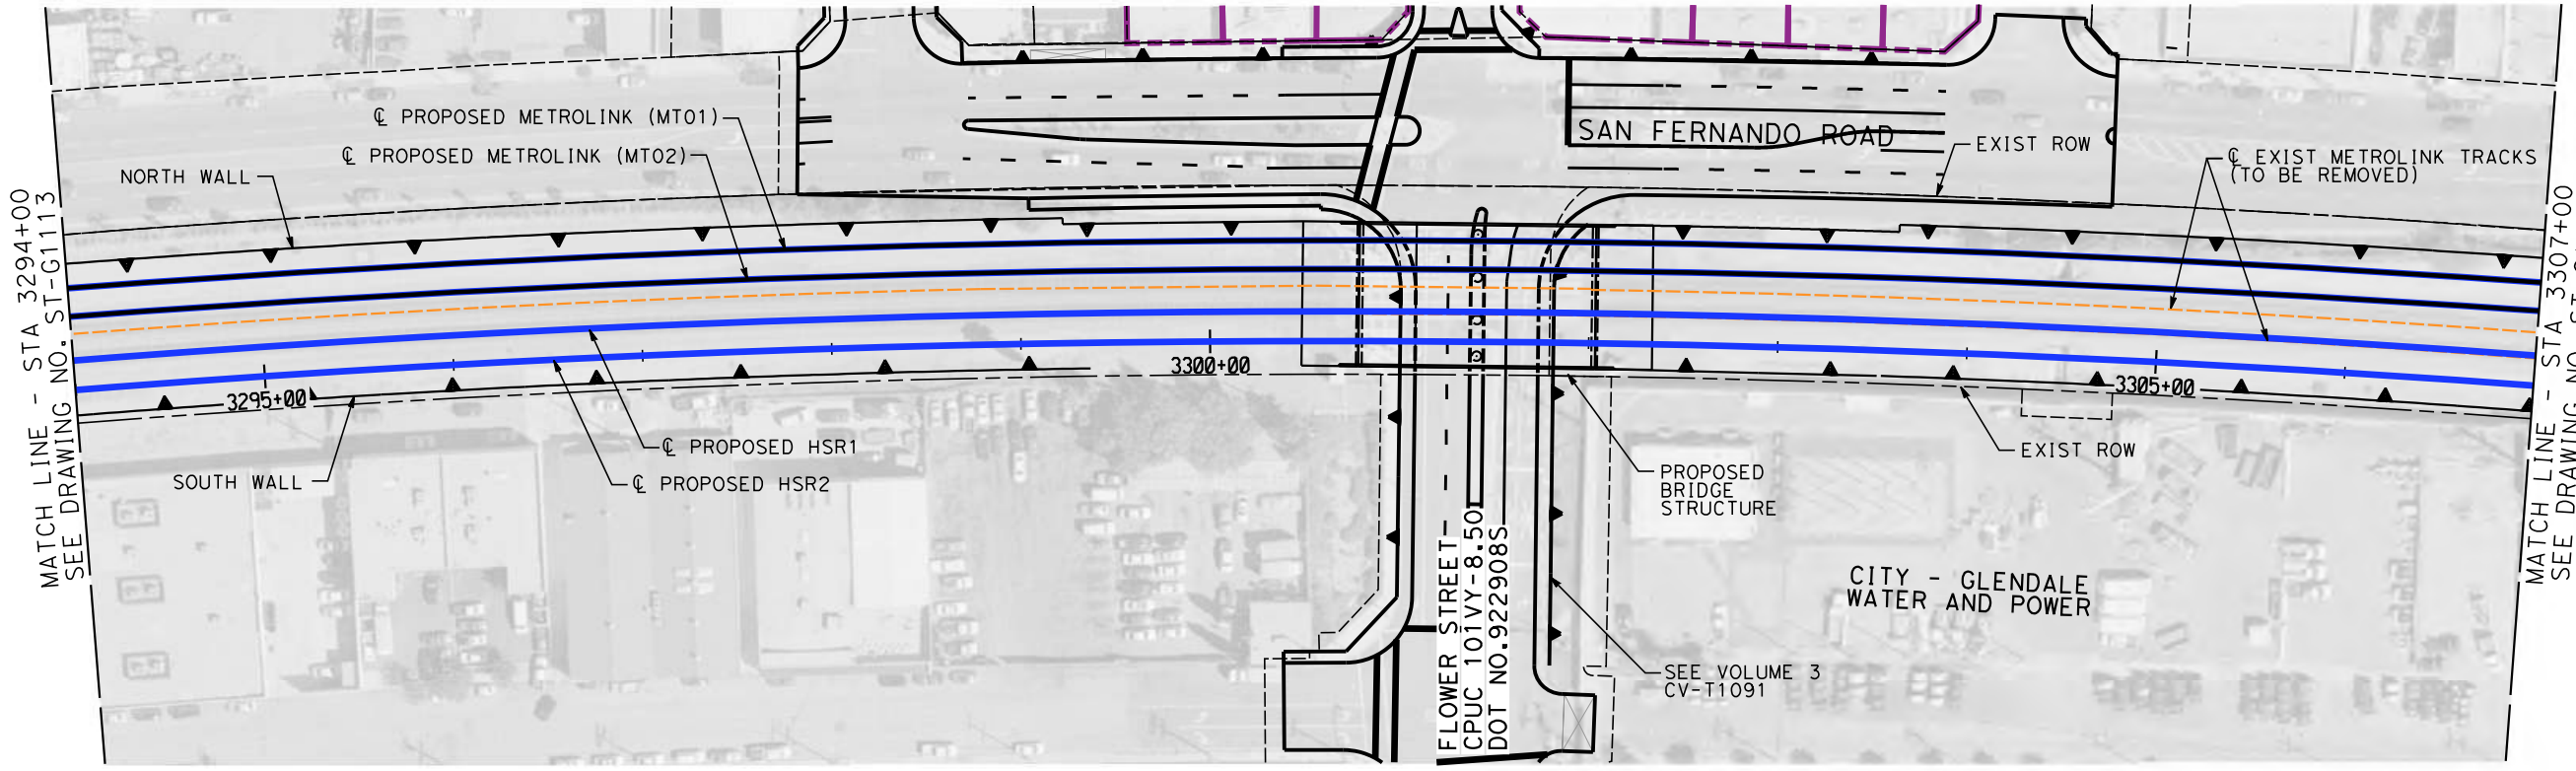 MATCH LINE - STA 3294+00
SEE DRAWING NO. ST-G1113
℄ PROPOSED METROLINK (MT01)
℄ PROPOSED METROLINK (MT02)
NORTH WALL
SAN FERNANDO ROAD
EXIST ROW
℄ EXIST METROLINK TRACKS
(TO BE REMOVED)
3295+00
3300+00
3305+00
SOUTH WALL
℄ PROPOSED HSR1
℄ PROPOSED HSR2
PROPOSED
BRIDGE
STRUCTURE
EXIST ROW
FLOWER STREET
CPUC 101VY-8.50
DOT NO.922908S
CITY - GLENDALE
WATER AND POWER
SEE VOLUME 3
CV-T1091
MATCH LINE - STA 3307+00
SEE DRAWING NO.